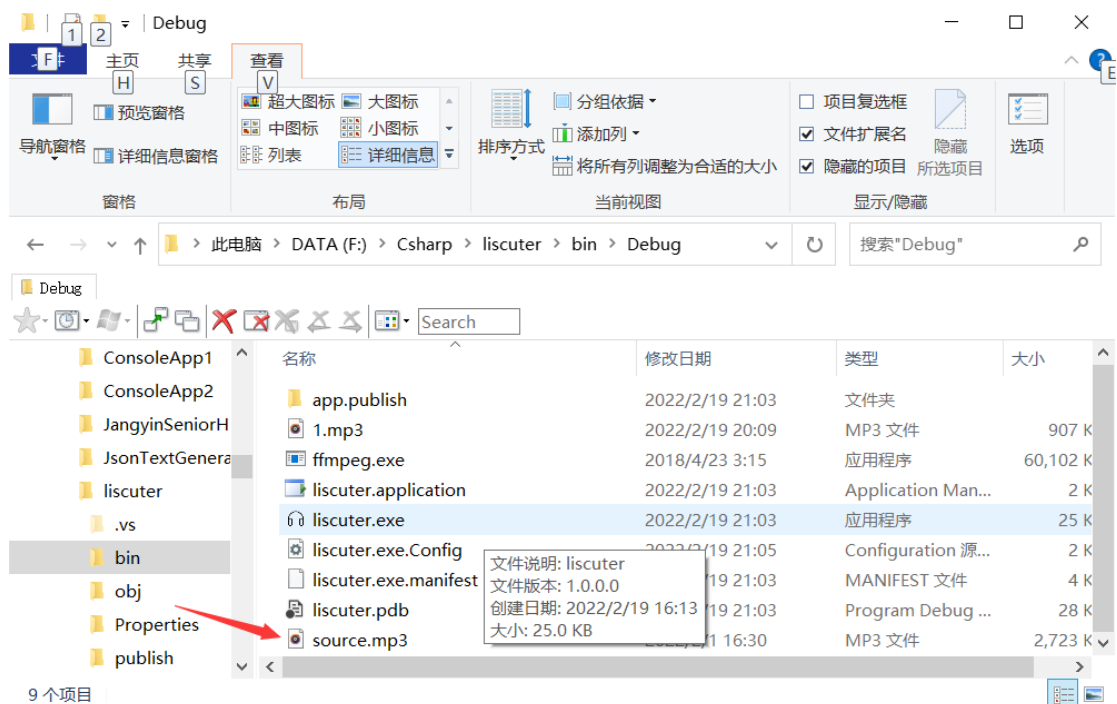 1
2
Debug
F
主页
共享
查看
E
H
S
V
导航窗格
预览窗格
详细信息窗格
窗格
超大图标
大图标
中图标
小图标
列表
详细信息
布局
排序方式
分组依据
添加列
将所有列调整为合适的大小
当前视图
项目复选框
文件扩展名
隐藏的项目
隐藏
所选项目
显示/隐藏
选项
此电脑 > DATA (F:) > Csharp > liscuter > bin > Debug
搜索"Debug"
Debug
Search
ConsoleApp1
ConsoleApp2
JangyinSeniorH
JsonTextGenera
liscuter
.vs
bin
obj
Properties
publish
名称 修改日期 类型 大小
app.publish 2022/2/19 21:03 文件夹
1.mp3 2022/2/19 20:09 MP3 文件 907 K
ffmpeg.exe 2018/4/23 3:15 应用程序 60,102 K
liscuter.application 2022/2/19 21:03 Application Man... 2 K
liscuter.exe 2022/2/19 21:03 应用程序 25 K
liscuter.exe.Config 2022/2/19 21:05 Configuration 源... 2 K
liscuter.exe.manifest 19 21:03 MANIFEST 文件 4 K
liscuter.pdb 19 21:03 Program Debug ... 28 K
source.mp3 1 16:30 MP3 文件 2,723 K
文件说明: liscuter
文件版本: 1.0.0.0
创建日期: 2022/2/19 16:13
大小: 25.0 KB
9 个项目